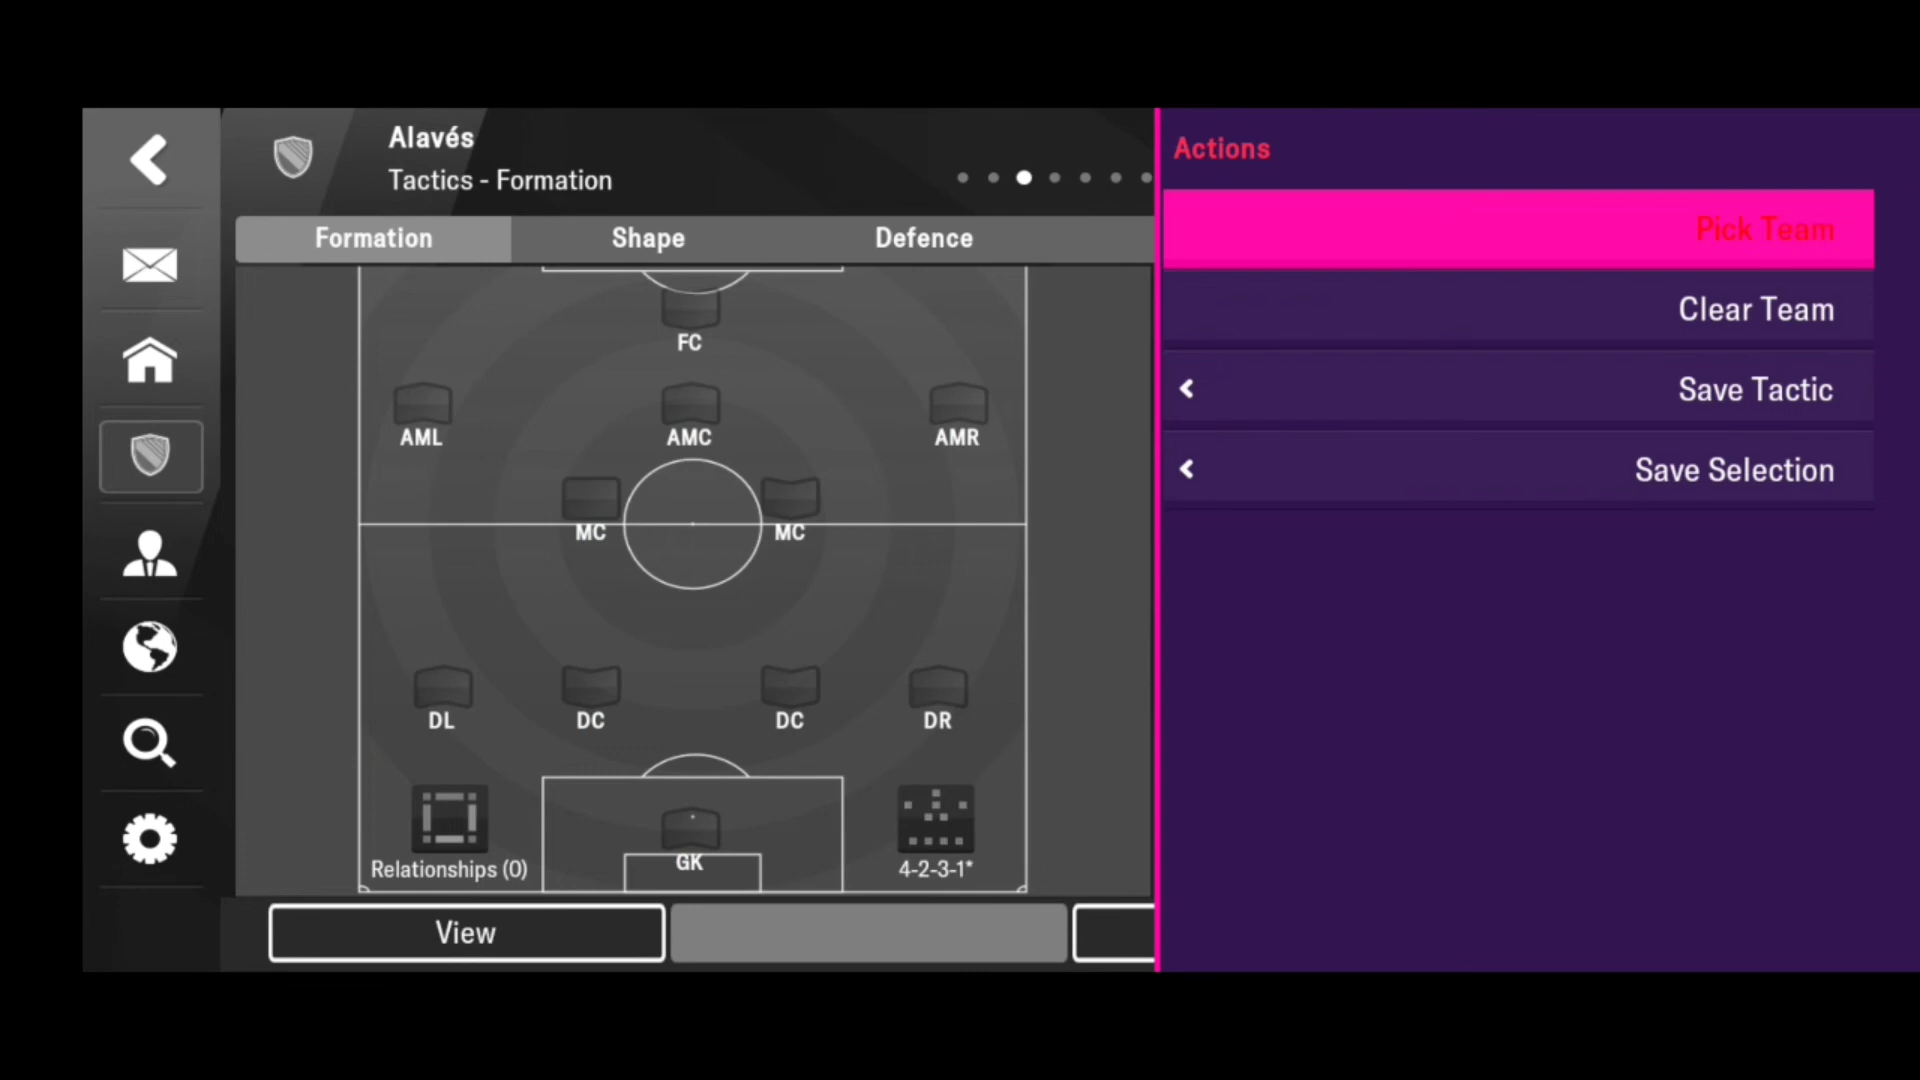 Alavés
Tactics - Formation
Formation
Shape
Defence
FC
AML
AMC
AMR
MC
MC
DL
DC
DC
DR
GK
Relationships (0)
4-2-3-1*
View
Actions
Pick Team
Clear Team
Save Tactic
Save Selection